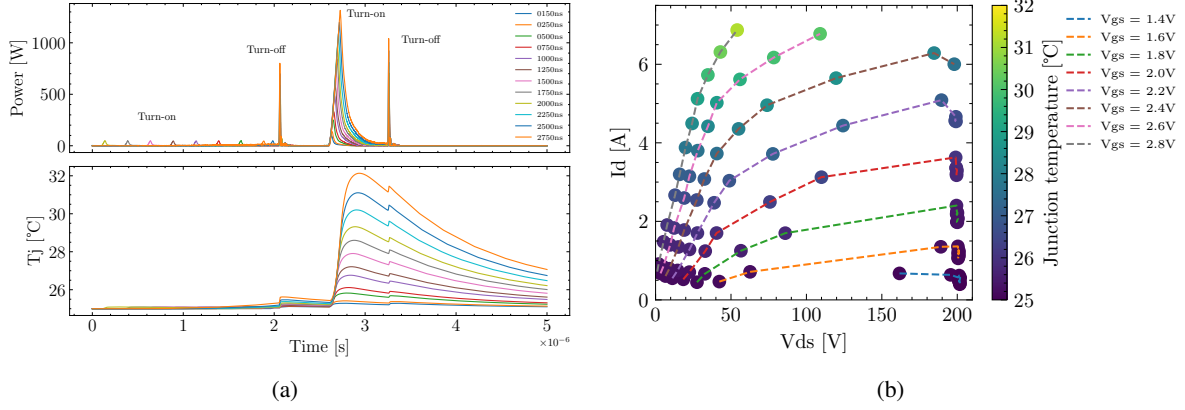 Turn-on
Turn-off
Turn-on
Turn-off
Power [W]
1000
500
0
0150ns
0250ns
0500ns
0750ns
1000ns
1250ns
1500ns
1750ns
2000ns
2250ns
2500ns
2750ns
Tj [℃]
32
30
28
26
0 1 2 3 4 5
×10⁻⁶
Time [s]
(a)
Id [A]
6
4
2
0
0 50 100 150 200
Vds [V]
Junction temperature [℃]
32
31
30
29
28
27
26
25
Vgs = 1.4V
Vgs = 1.6V
Vgs = 1.8V
Vgs = 2.0V
Vgs = 2.2V
Vgs = 2.4V
Vgs = 2.6V
Vgs = 2.8V
(b)